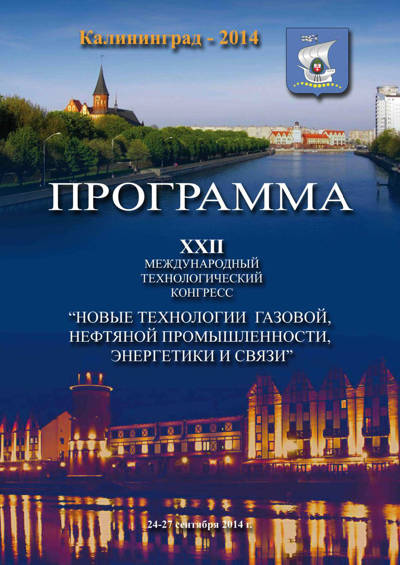 Калининград - 2014
ПРОГРАММА
XXII
МЕЖДУНАРОДНЫЙ
ТЕХНОЛОГИЧЕСКИЙ
КОНГРЕСС
“НОВЫЕ ТЕХНОЛОГИИ ГАЗОВОЙ,
НЕФТЯНОЙ ПРОМЫШЛЕННОСТИ,
ЭНЕРГЕТИКИ И СВЯЗИ”
24-27 сентября 2014 г.